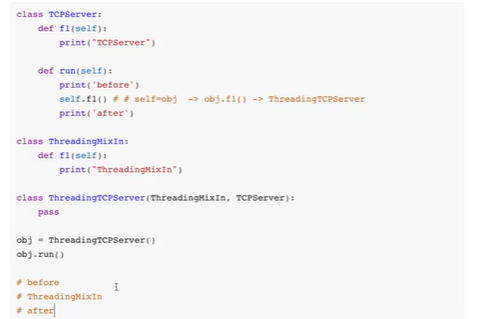 class TCPServer:
    def f1(self):
        print("TCPServer")
    def run(self):
        print('before')
        self.f1() # # self=obj  -> obj.f1() -> ThreadingTCPServer
        print('after')
class ThreadingMixIn:
    def f1(self):
        print("ThreadingMixIn")
class ThreadingTCPServer(ThreadingMixIn, TCPServer):
    pass
obj = ThreadingTCPServer()
obj.run()
# before
# ThreadingMixIn
# after